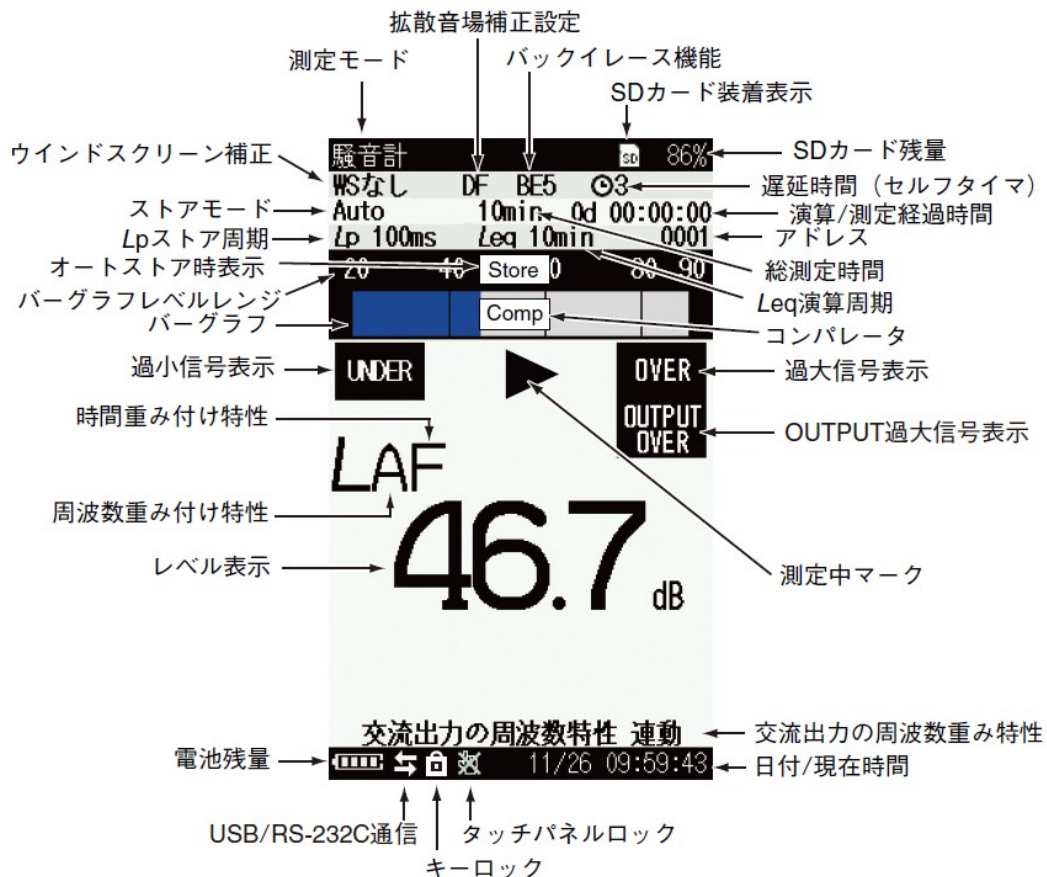 拡散音場補正設定
測定モード
バックイレース機能
SDカード装着表示
騒音計 SD 86%
SDカード残量
ウインドスクリーン補正
WSなし DF BE5 3
遅延時間（セルフタイマ）
ストアモード
Auto 10min 0d 00:00:00
演算/測定経過時間
Lpストア周期
Lp 100ms Leq 10min 0001
アドレス
オートストア時表示
20 40 Store 0 80 90
総測定時間
バーグラフレベルレンジ
Leq演算周期
バーグラフ
Comp
コンパレータ
過小信号表示
UNDER
OVER
過大信号表示
時間重み付け特性
OUTPUT
OVER
OUTPUT過大信号表示
LAF
周波数重み付け特性
レベル表示
46.7 dB
測定中マーク
交流出力の周波数特性 連動
交流出力の周波数重み特性
電池残量
11/26 09:59:43
日付/現在時間
USB/RS-232C通信
タッチパネルロック
キーロック